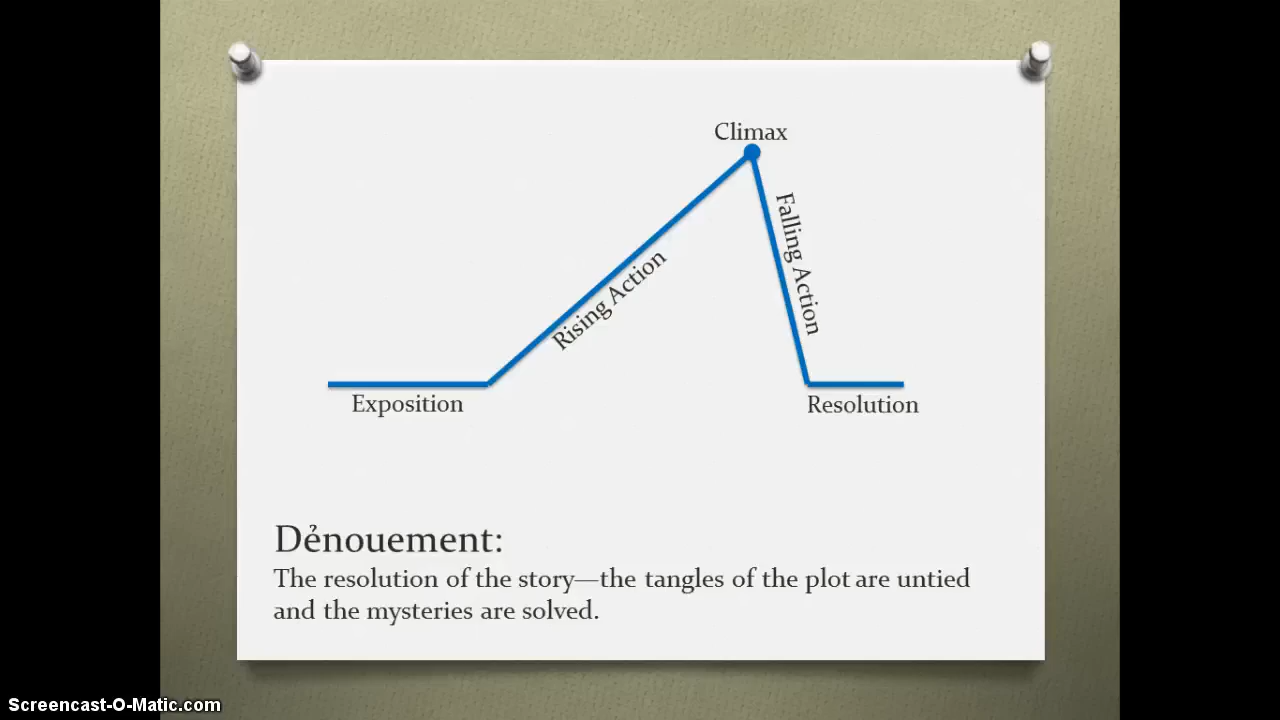 Climax
Falling Action
Rising Action
Exposition
Resolution
Dẻnouement:
The resolution of the story—the tangles of the plot are untied
and the mysteries are solved.
Screencast-O-Matic.com